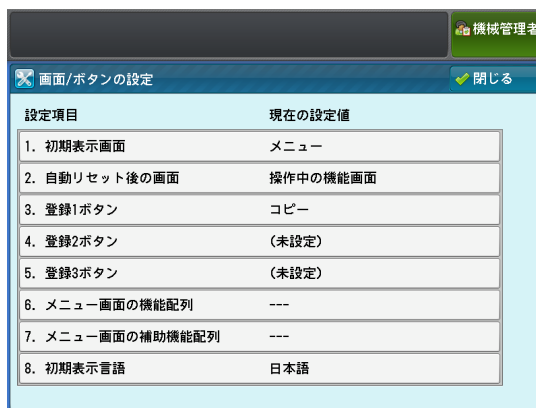 機械管理者
画面/ボタンの設定
閉じる
設定項目 現在の設定値
1. 初期表示画面 メニュー
2. 自動リセット後の画面 操作中の機能画面
3. 登録1ボタン コピー
4. 登録2ボタン (未設定)
5. 登録3ボタン (未設定)
6. メニュー画面の機能配列 ---
7. メニュー画面の補助機能配列 ---
8. 初期表示言語 日本語